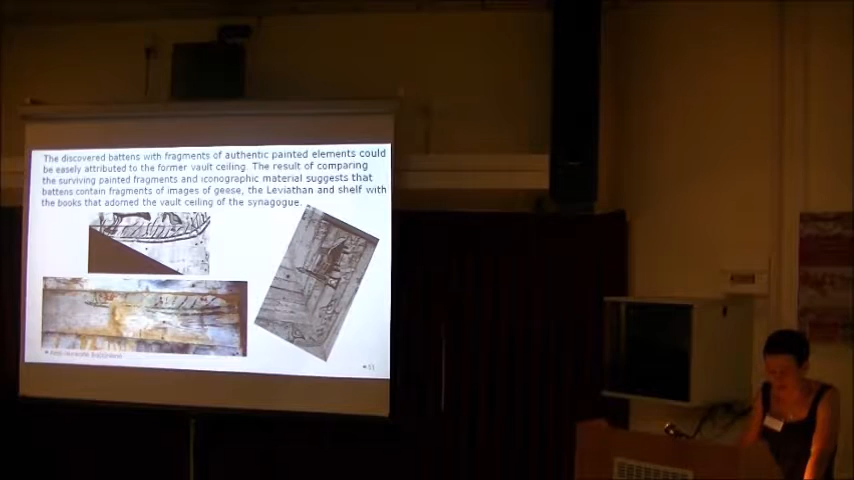 The discovered battens with fragments of authentic painted elements could
be easely attributed to the former vault ceiling. The result of comparing
the surviving painted fragments and iconographic material suggests that
battens contain fragments of images of geese, the Leviathan and shelf with
the books that adorned the vault ceiling of the synagogue.
11